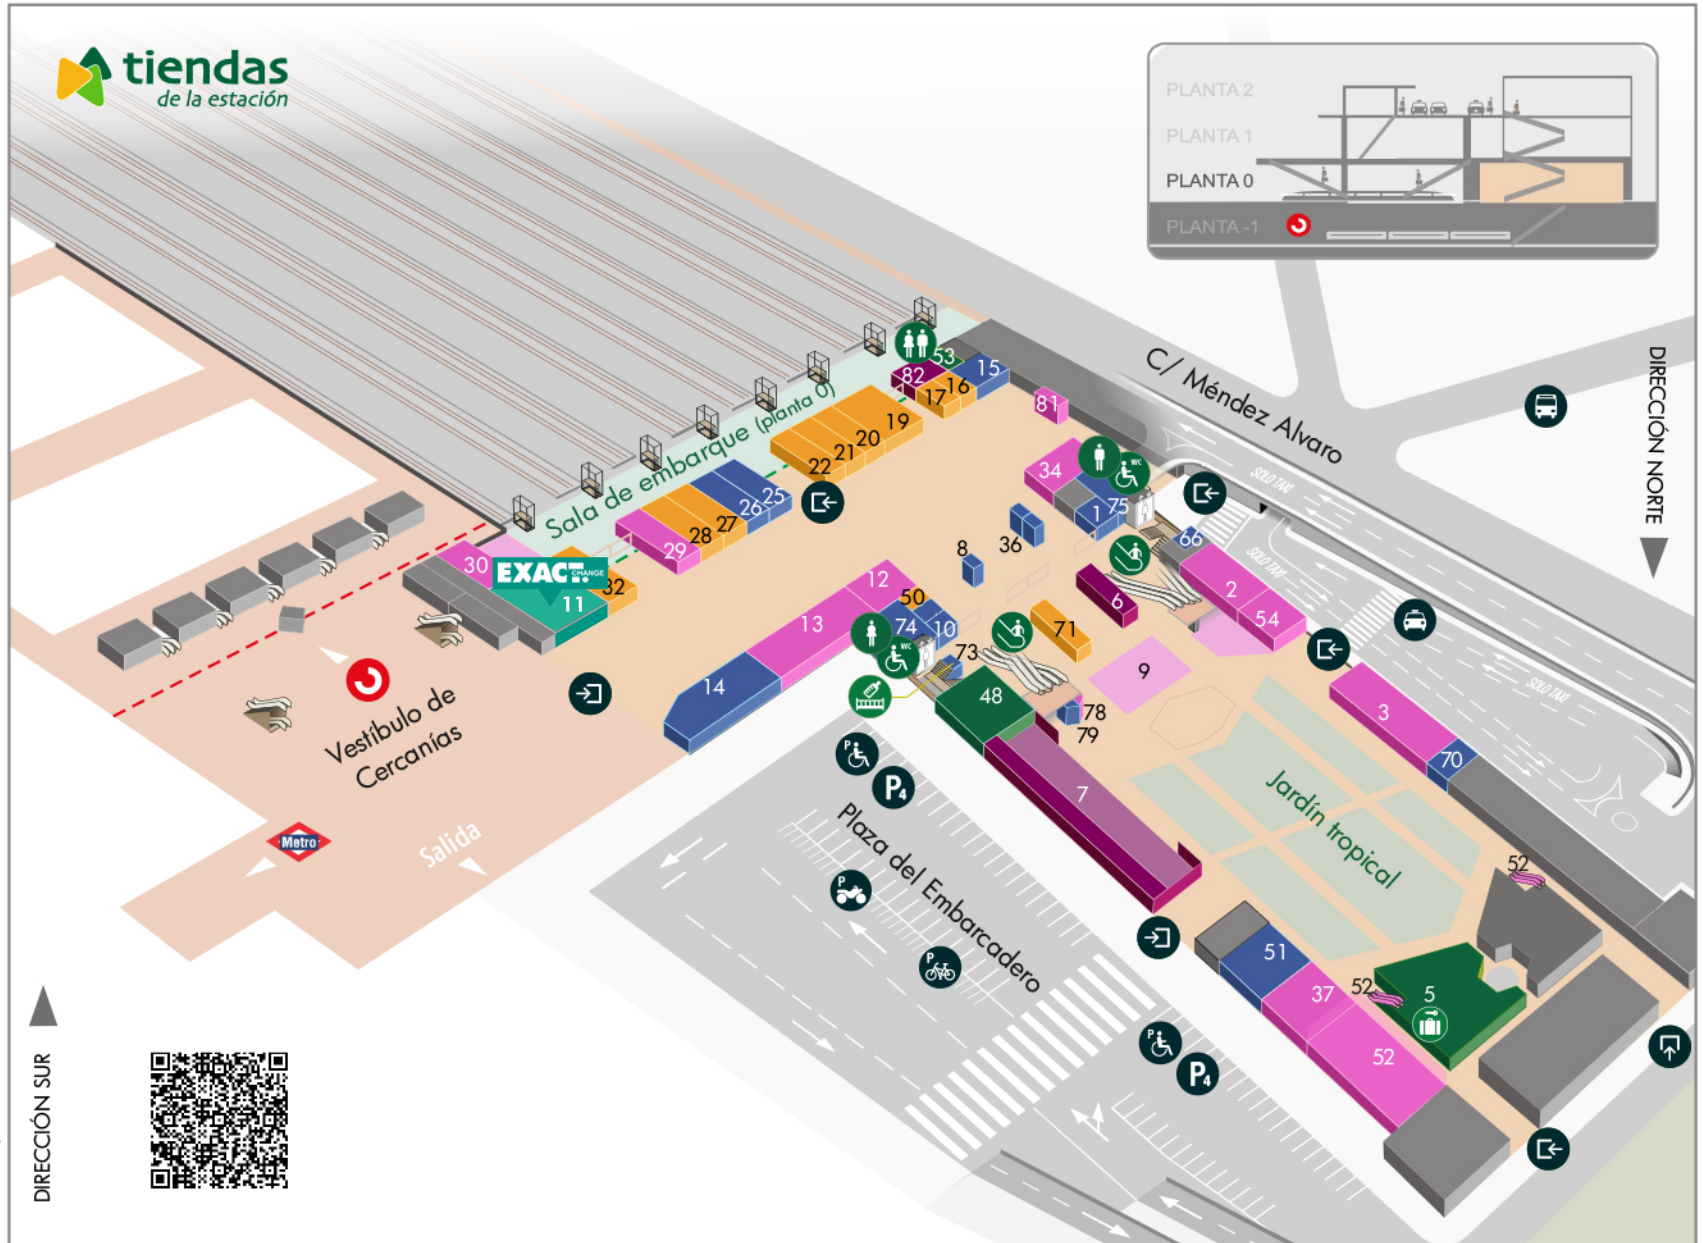 tiendas
de la estación
PLANTA 2
PLANTA 1
PLANTA 0
PLANTA -1
C/ Méndez Alvaro
DIRECCIÓN NORTE
SOLO TAXI
SOLO TAXI
SOLO TAXI
Sala de embarque (planta 0)
53
82
15
16
17
81
19
20
21
22
34
25
26
27
28
29
1
75
30
EXACT CHANGE
32
11
36
66
8
12
50
2
54
6
13
74
10
71
WC
WC
73
9
14
48
78
79
3
70
7
Vestíbulo de
Cercanías
Metro
Salida
P
P4
P
P
Plaza del Embarcadero
Jardín tropical
52
51
37
52
5
52
P
P4
DIRECCIÓN SUR